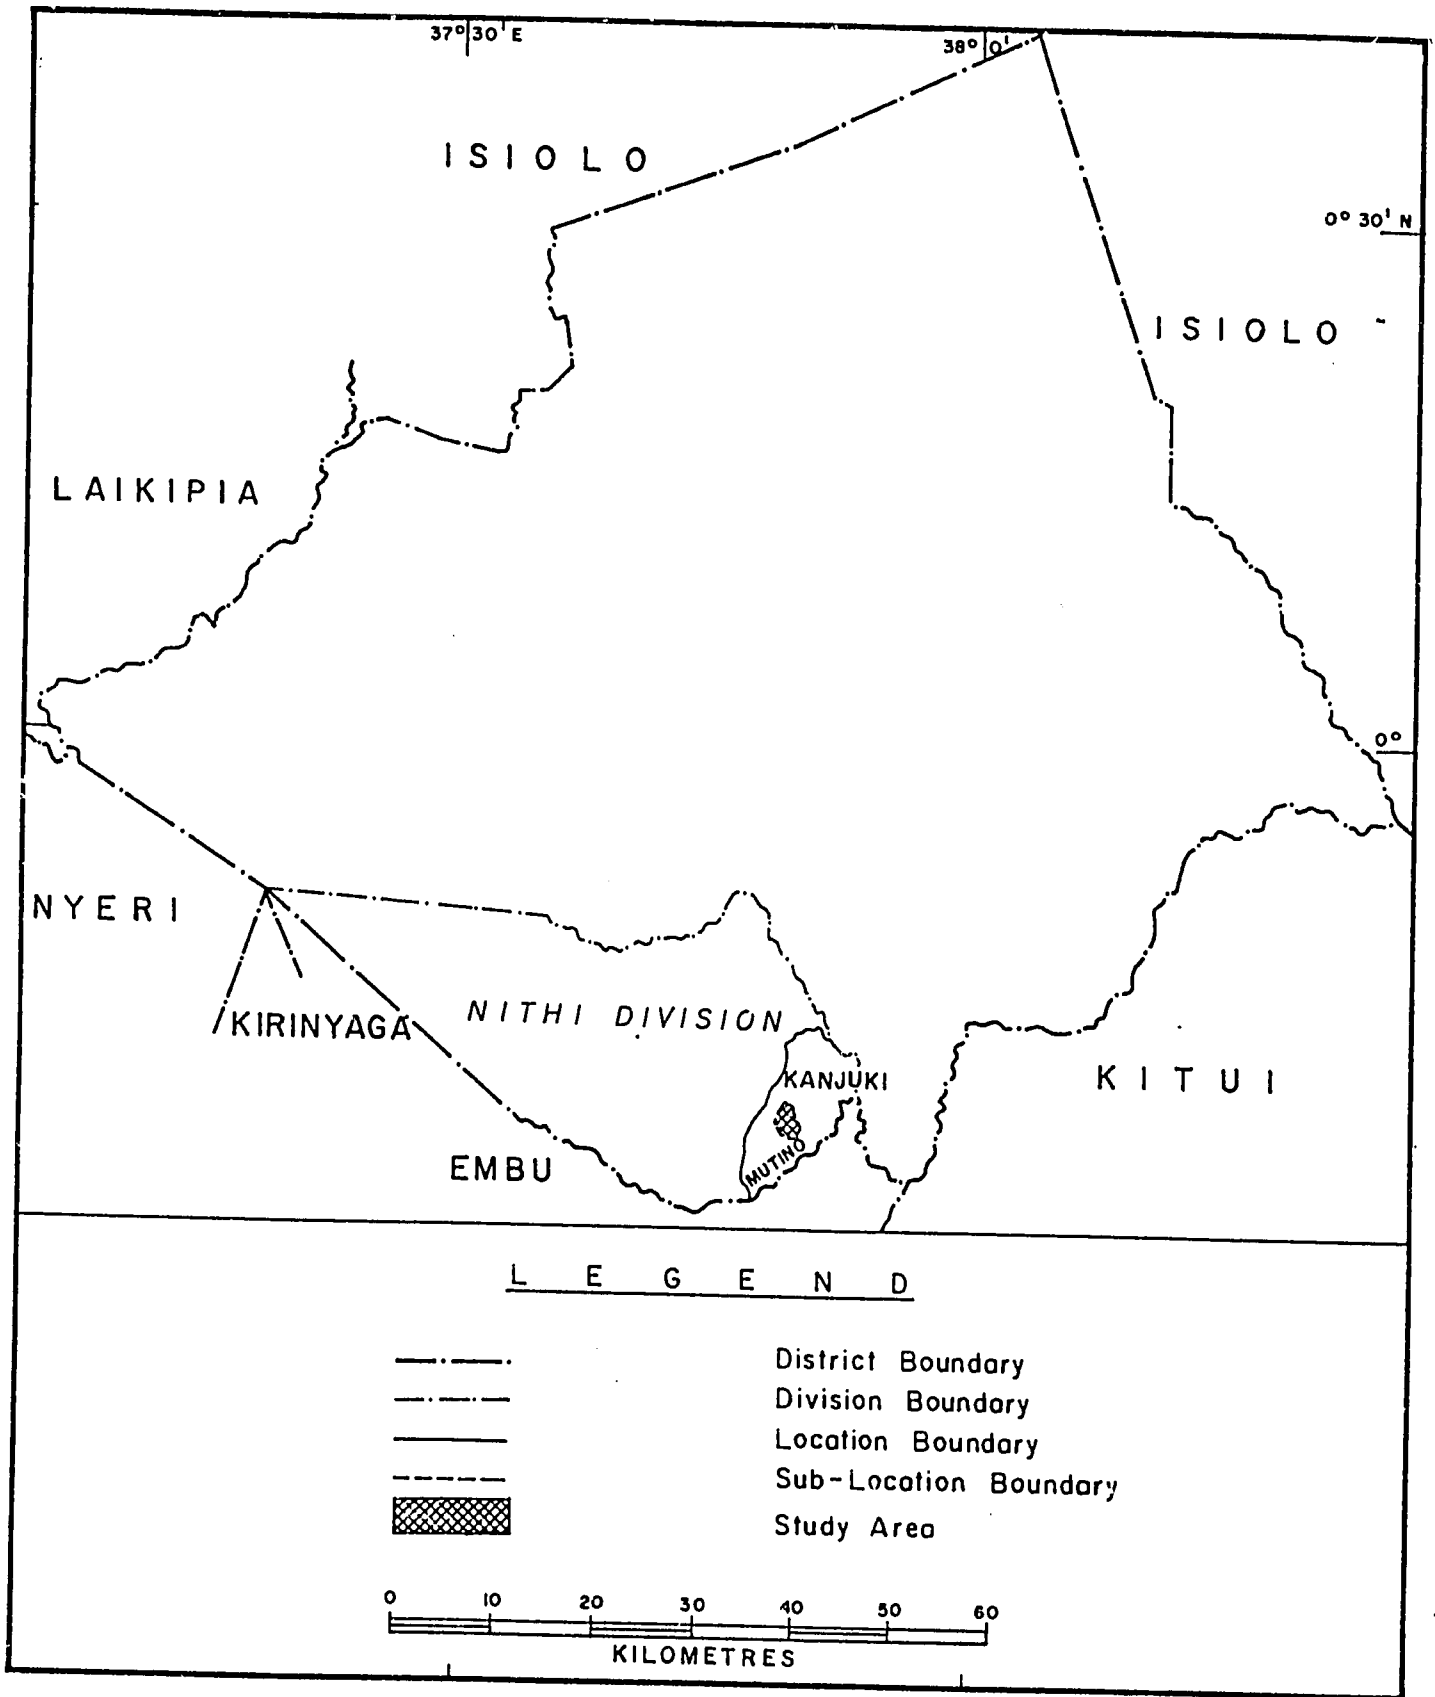 37°30' E
38° 0'
ISIOLO
0° 30' N
ISIOLO
LAIKIPIA
0°
NYERI
NITHI DIVISION
KIRINYAGA
KANJUKI
KITUI
MUTINO
EMBU
LEGEND
District Boundary
Division Boundary
Location Boundary
Sub-Location Boundary
Study Area
0 10 20 30 40 50 60
KILOMETRES